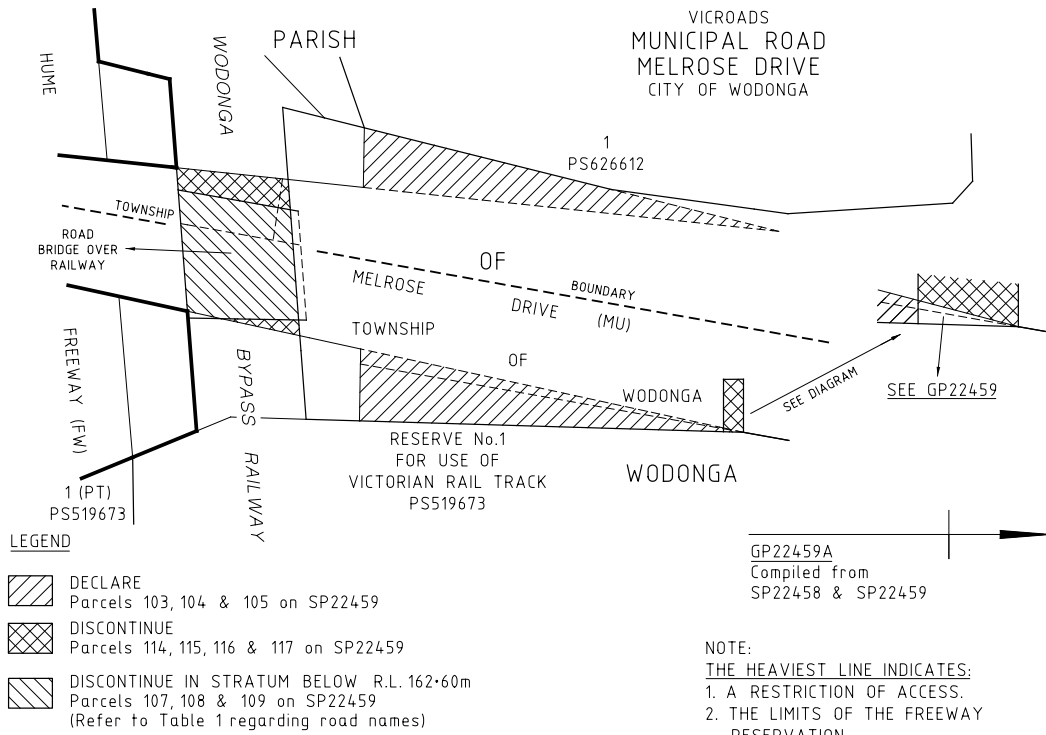 VICROADS
MUNICIPAL ROAD
MELROSE DRIVE
CITY OF WODONGA
PARISH
WODONGA
HUME
1
PS626612
TOWNSHIP
ROAD
BRIDGE OVER
RAILWAY
OF
MELROSE
BOUNDARY
DRIVE (MU)
TOWNSHIP
OF
WODONGA
SEE DIAGRAM
SEE GP22459
FREEWAY (FW)
BYPASS
RAILWAY
RESERVE No.1
FOR USE OF
VICTORIAN RAIL TRACK
PS519673
WODONGA
1 (PT)
PS519673
LEGEND
DECLARE
Parcels 103, 104 & 105 on SP22459
DISCONTINUE
Parcels 114, 115, 116 & 117 on SP22459
DISCONTINUE IN STRATUM BELOW R.L. 162•60m
Parcels 107, 108 & 109 on SP22459
(Refer to Table 1 regarding road names)
GP22459A
Compiled from
SP22458 & SP22459
NOTE:
THE HEAVIEST LINE INDICATES:
1. A RESTRICTION OF ACCESS.
2. THE LIMITS OF THE FREEWAY
RESERVATION